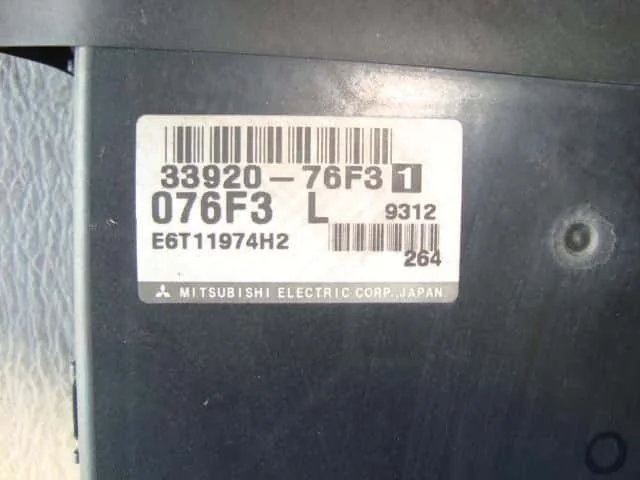 33920-76F3 1
076F3 L 9312
E6T11974H2
264
MITSUBISHI ELECTRIC CORP., JAPAN